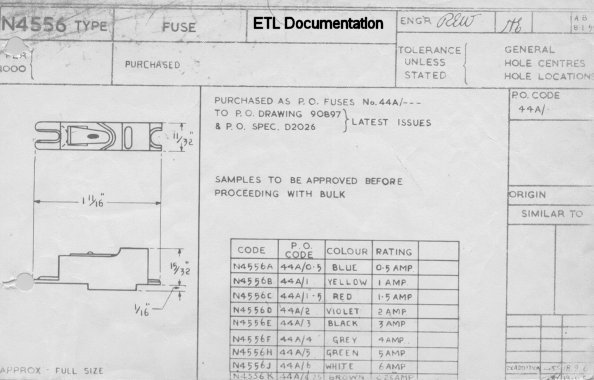 N4556 TYPE
FUSE
ETL Documentation
ENG'R
PER
1000
PURCHASED
TOLERANCE
UNLESS
STATED
GENERAL
HOLE CENTRES
HOLE LOCATION
PURCHASED AS P.O. FUSES No. 44A/---
TO P.O. DRAWING 90897
& P.O. SPEC. D2026
LATEST ISSUES
P.O. CODE
44A/
11/32"
1 11/16"
SAMPLES TO BE APPROVED BEFORE
PROCEEDING WITH BULK
ORIGIN
SIMILAR TO
CODE P.O. CODE COLOUR RATING
N4556A 44A/0·5 BLUE 0·5 AMP
N4556B 44A/1 YELLOW 1 AMP
N4556C 44A/1·5 RED 1·5 AMP
N4556D 44A/2 VIOLET 2 AMP
N4556E 44A/3 BLACK 3 AMP
N4556F 44A/4 GREY 4 AMP
N4556H 44A/5 GREEN 5 AMP
N4556J 44A/6 WHITE 6 AMP
N4556K BROWN
15/32"
1/16"
APPROX - FULL SIZE